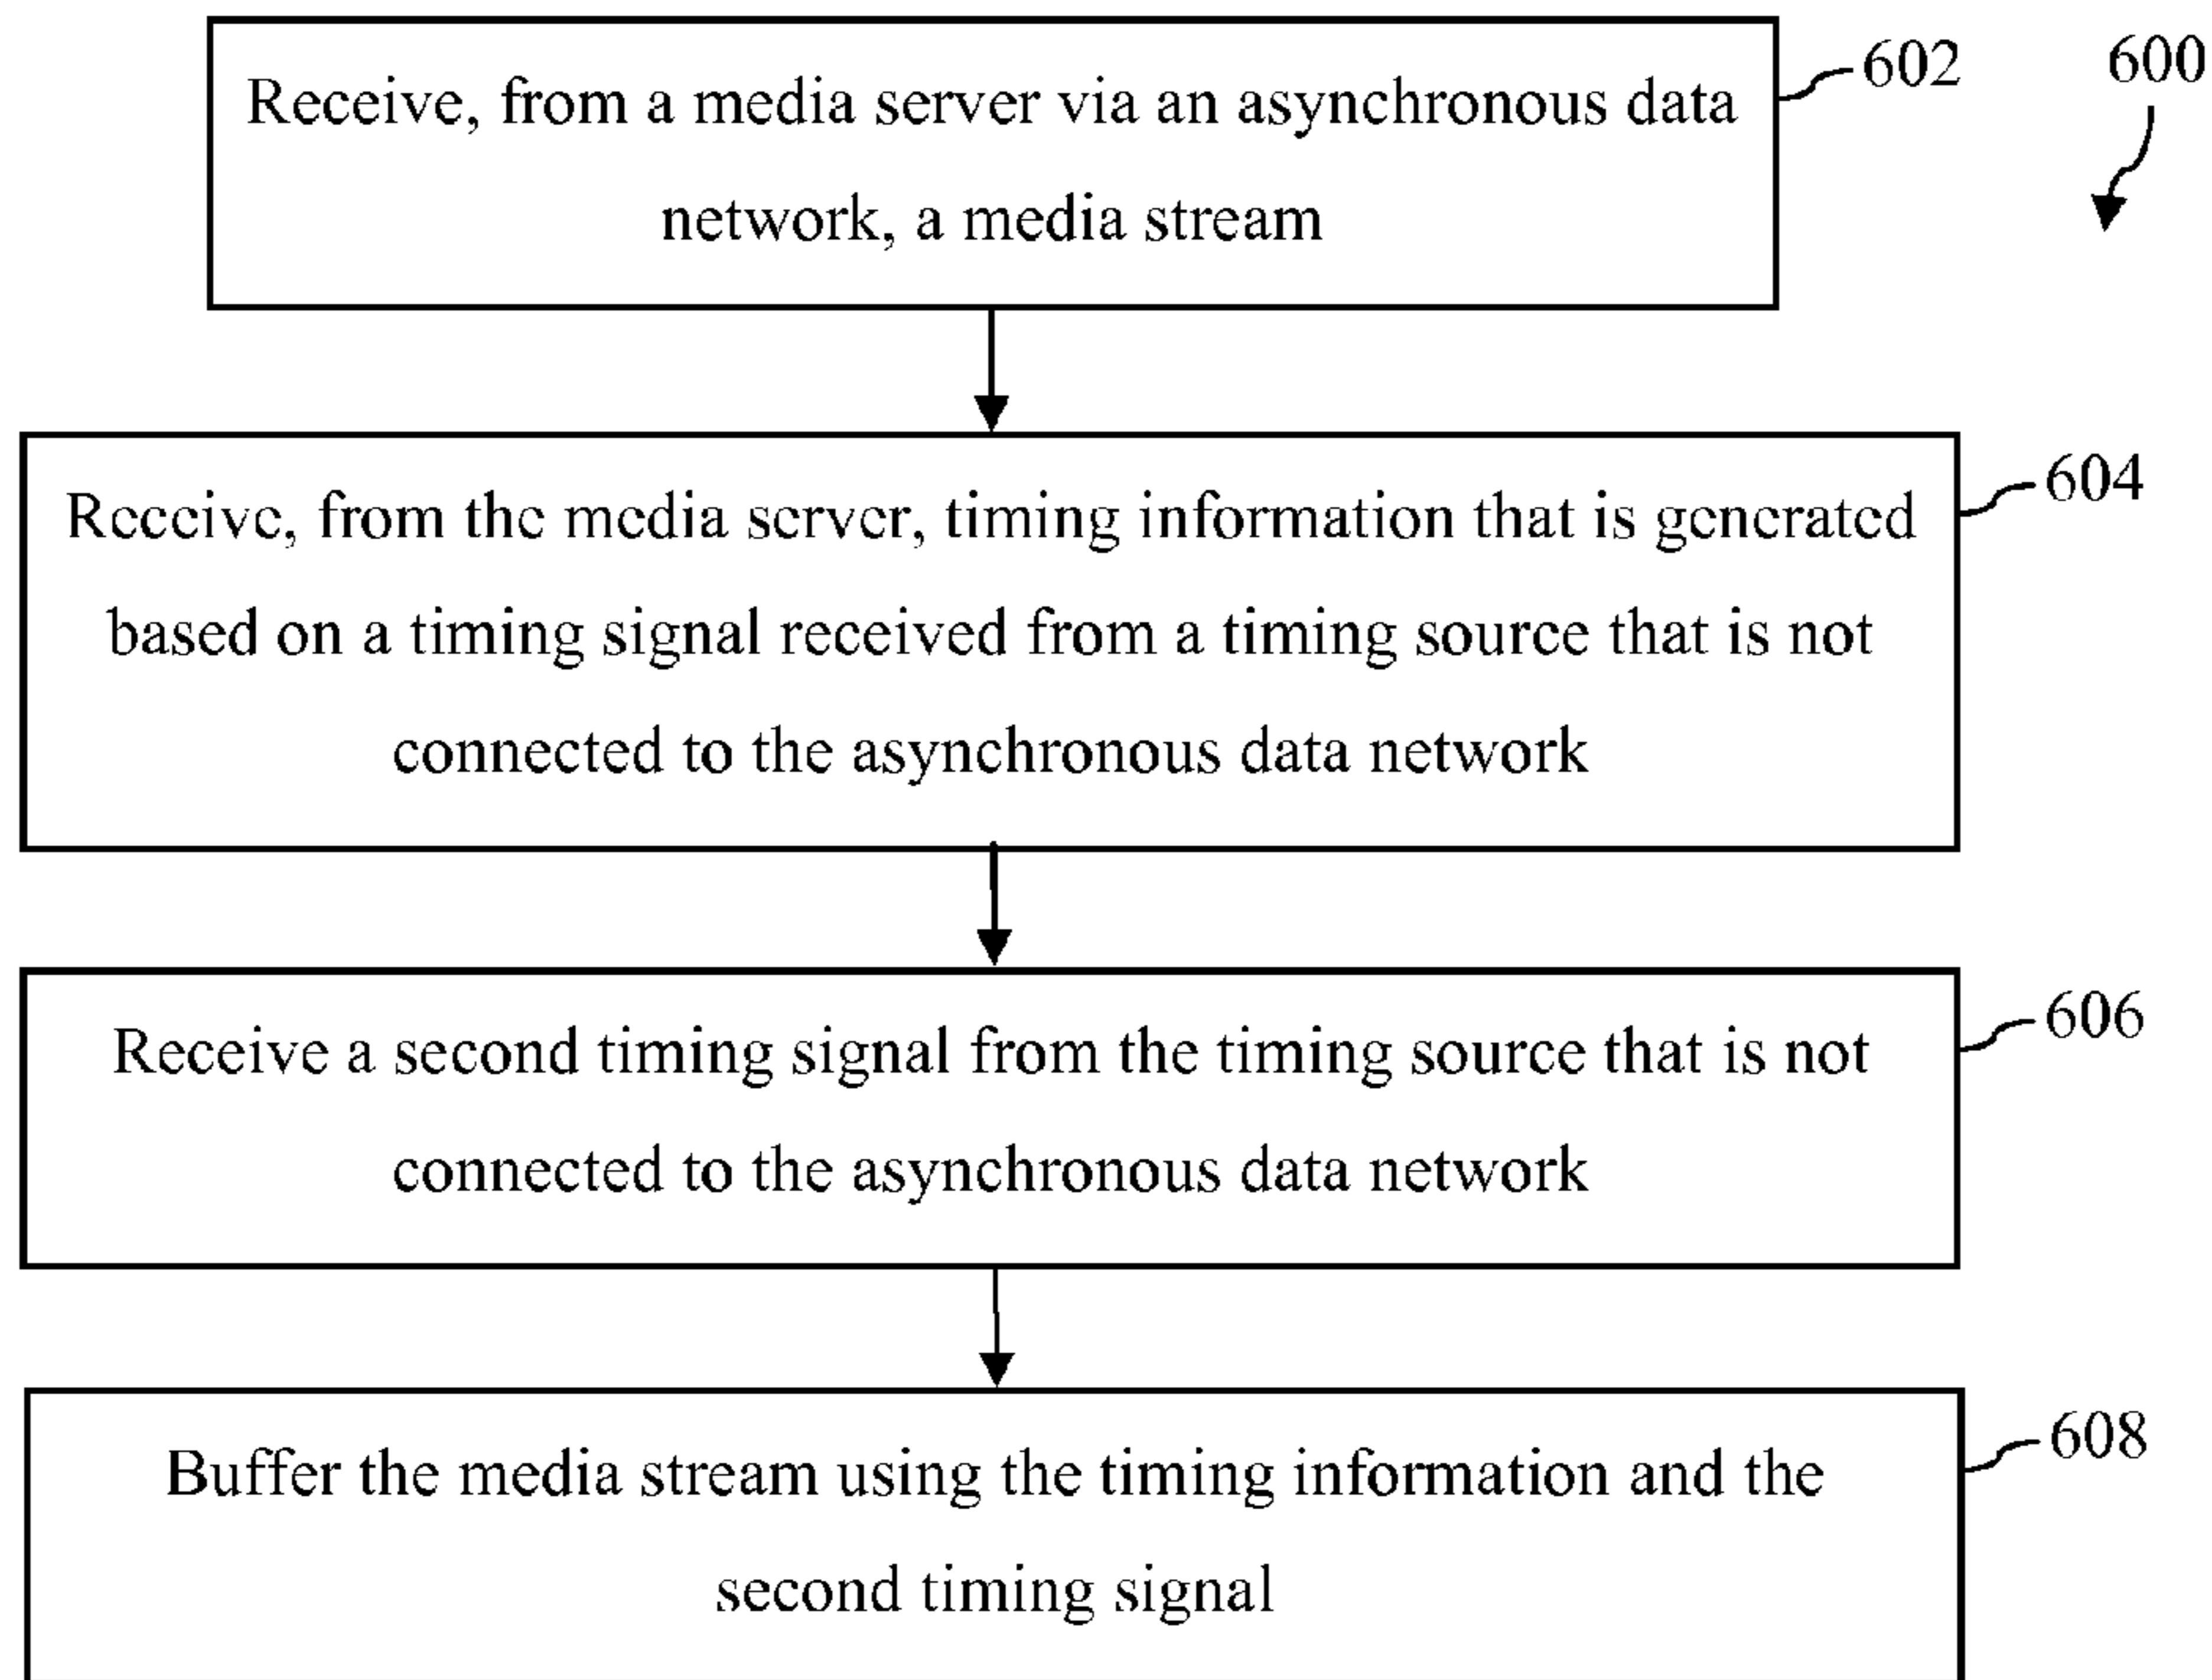 Receive, from a media server via an asynchronous data
network, a media stream
602
600
Receive, from the media server, timing information that is generated
based on a timing signal received from a timing source that is not
connected to the asynchronous data network
604
Receive a second timing signal from the timing source that is not
connected to the asynchronous data network
606
Buffer the media stream using the timing information and the
second timing signal
608